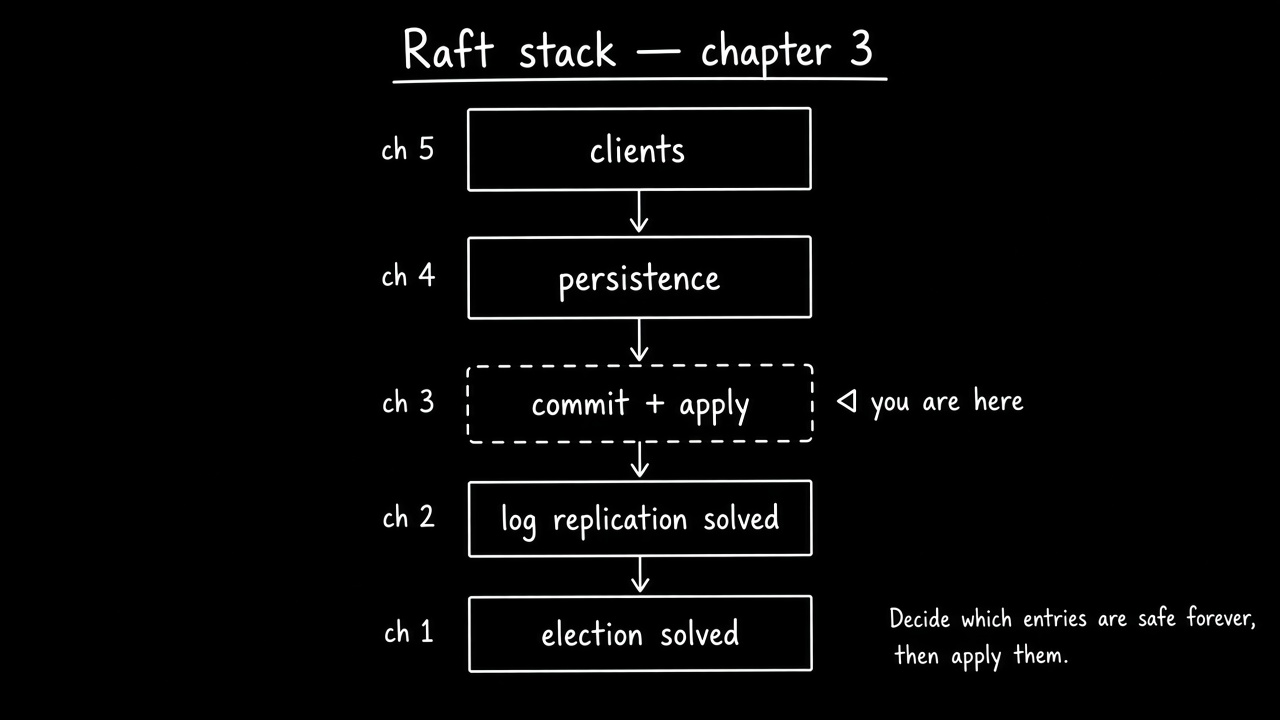 Raft stack — chapter 3
ch 5
clients
ch 4
persistence
ch 3
commit + apply
you are here
ch 2
log replication solved
ch 1
election solved
Decide which entries are safe forever,
then apply them.